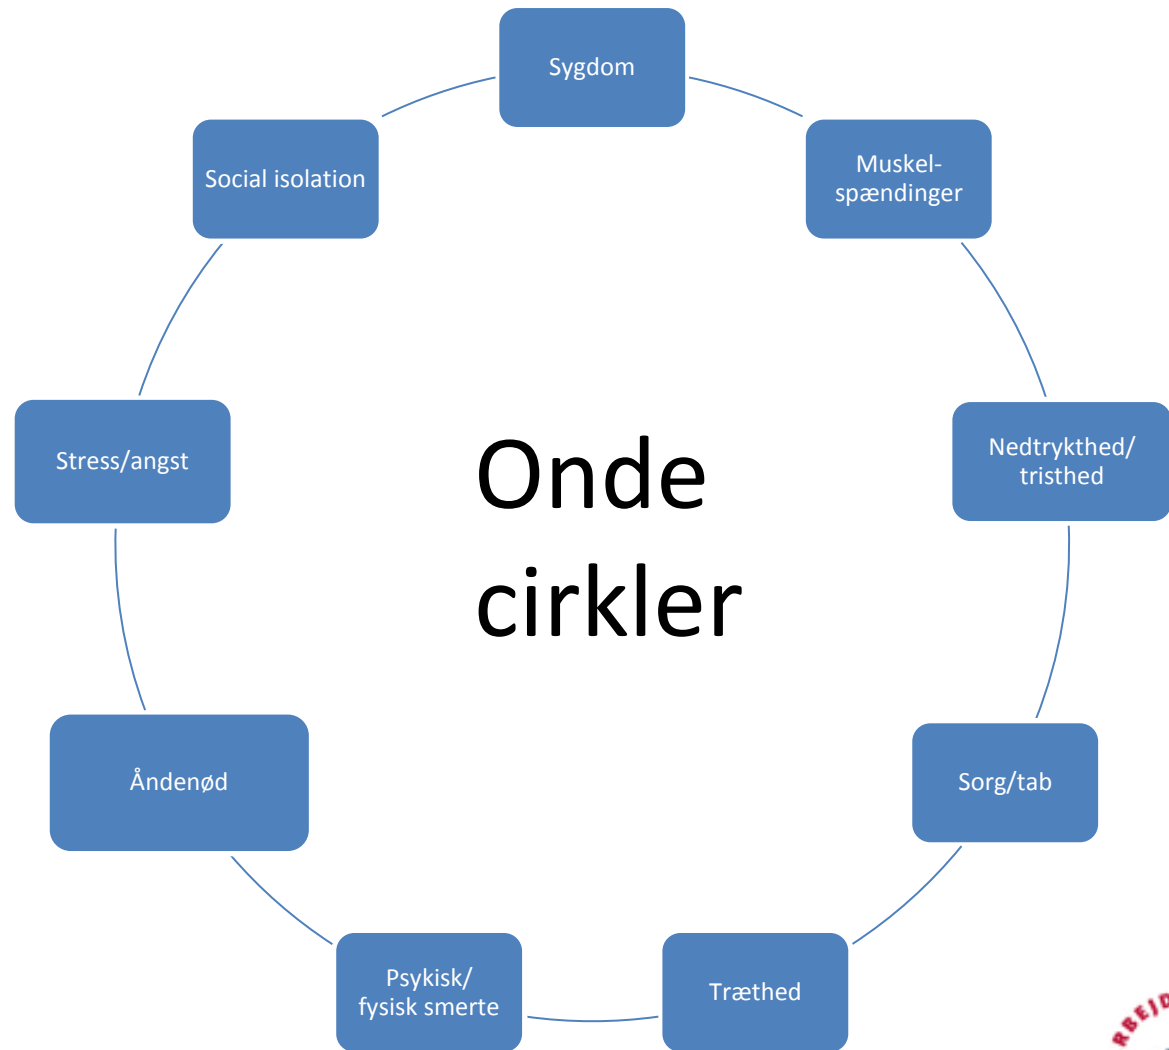 Sygdom
Muskel-
spændinger
Nedtrykthed/
tristhed
Sorg/tab
Træthed
Psykisk/
fysisk smerte
Åndenød
Stress/angst
Social isolation
Onde
cirkler